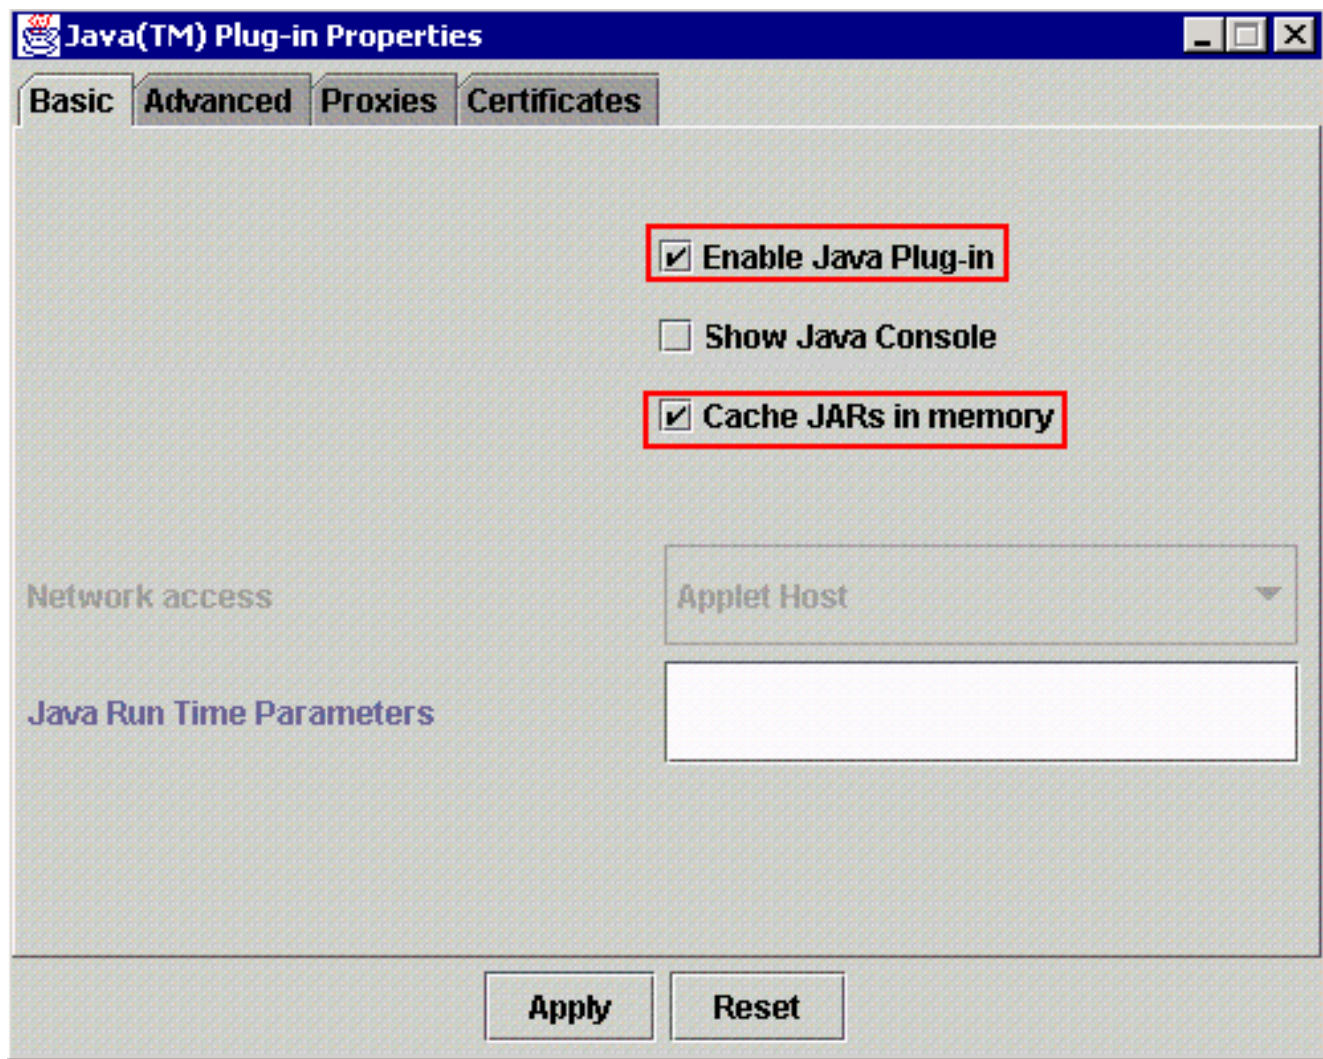 Java(TM) Plug-in Properties
Basic Advanced Proxies Certificates
Enable Java Plug-in
Show Java Console
Cache JARs in memory
Network access Applet Host
Java Run Time Parameters
Apply Reset